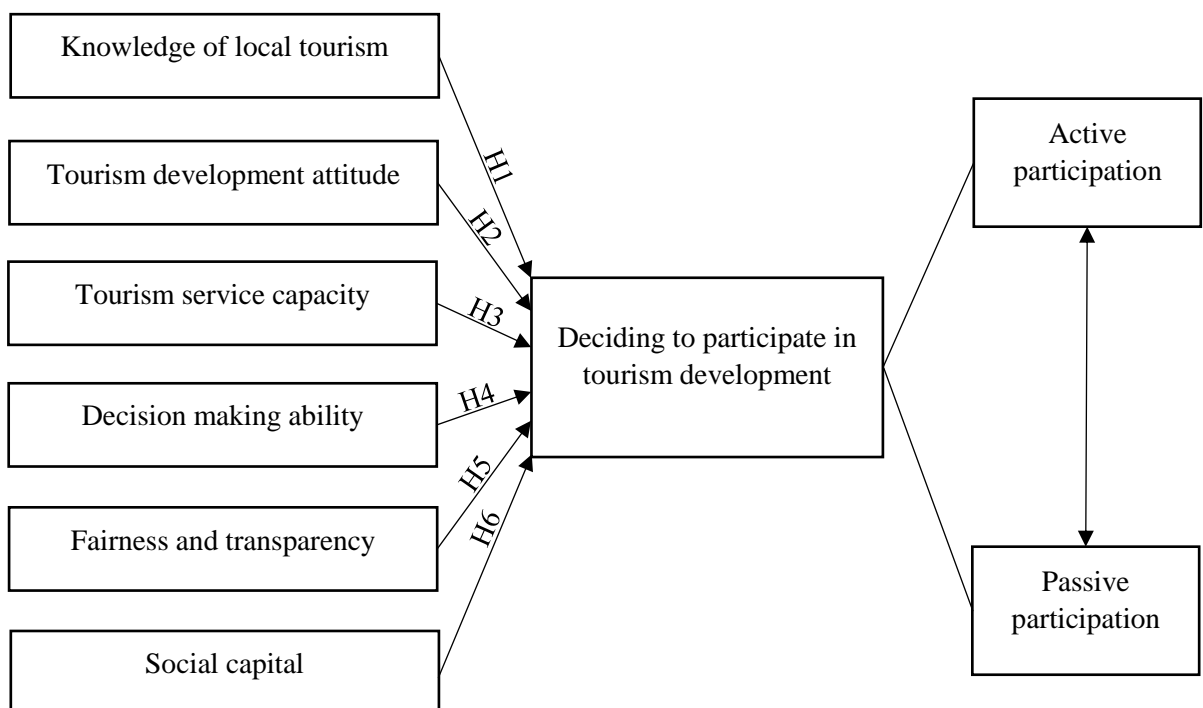 Knowledge of local tourism
Tourism development attitude
Tourism service capacity
Decision making ability
Fairness and transparency
Social capital
H1
H2
H3
H4
H5
H6
Deciding to participate in
tourism development
Active
participation
Passive
participation